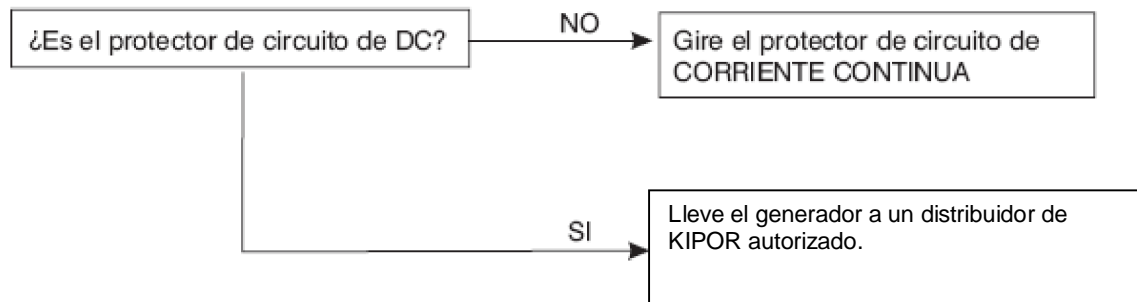 ¿Es el protector de circuito de DC?
NO
Gire el protector de circuito de
CORRIENTE CONTINUA
SI
Lleve el generador a un distribuidor de
KIPOR autorizado.